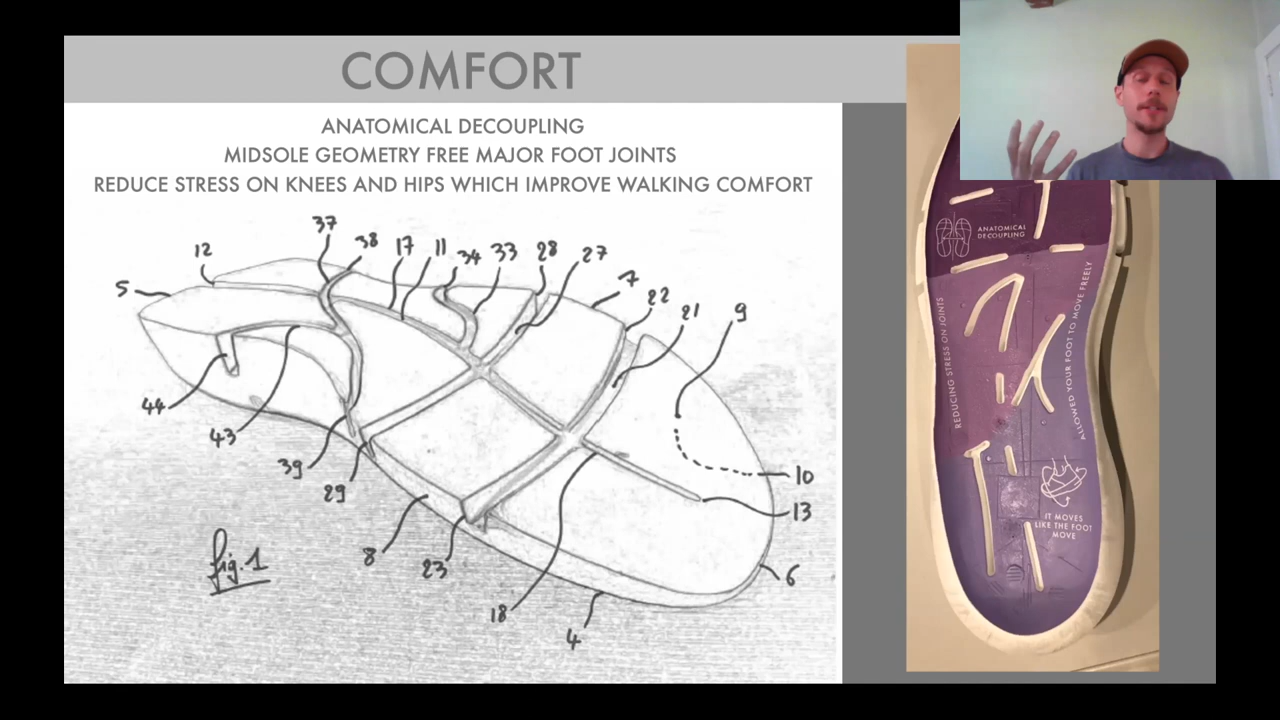 COMFORT
ANATOMICAL DECOUPLING
MIDSOLE GEOMETRY FREE MAJOR FOOT JOINTS
REDUCE STRESS ON KNEES AND HIPS WHICH IMPROVE WALKING COMFORT
37
38
12
17
11
34
33
28
27
5
7
22
21
9
44
43
39
29
10
13
8
23
6
18
4
fig. 1
ANATOMICAL
DECOUPLING
REDUCING STRESS ON JOINTS
ALLOWED YOUR FOOT TO MOVE FREELY
IT MOVES
LIKE THE FOOT
MOVE